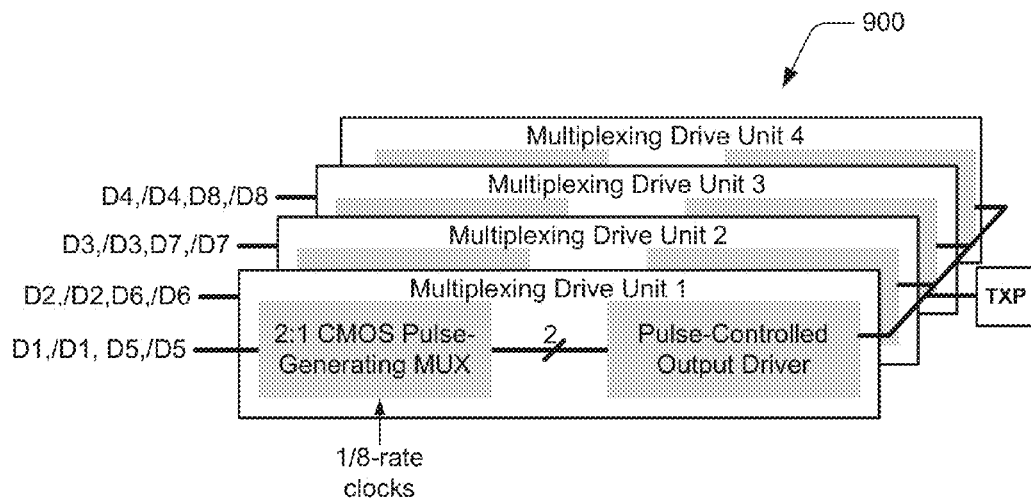 900
Multiplexing Drive Unit 4
D4,/D4,D8,/D8
Multiplexing Drive Unit 3
D3,/D3,D7,/D7
Multiplexing Drive Unit 2
D2,/D2,D6,/D6
Multiplexing Drive Unit 1
TXP
D1,/D1, D5,/D5
2:1 CMOS Pulse-
Generating MUX
2
Pulse-Controlled
Output Driver
1/8-rate
clocks